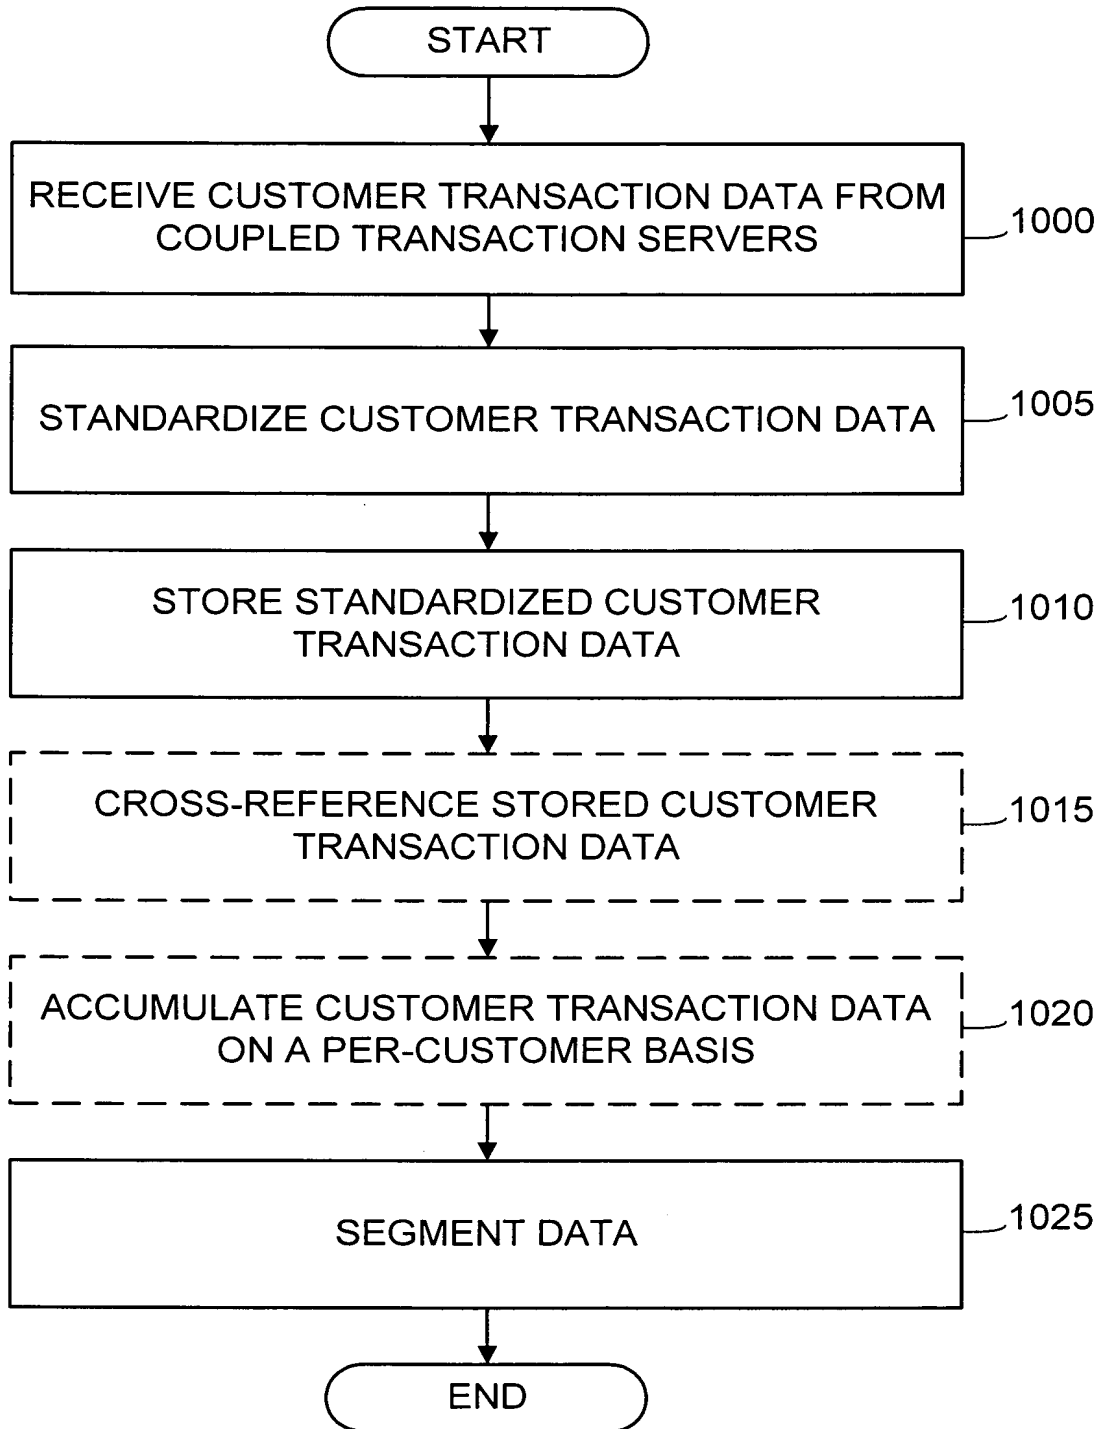 START
RECEIVE CUSTOMER TRANSACTION DATA FROM
COUPLED TRANSACTION SERVERS
1000
STANDARDIZE CUSTOMER TRANSACTION DATA
1005
STORE STANDARDIZED CUSTOMER
TRANSACTION DATA
1010
CROSS-REFERENCE STORED CUSTOMER
TRANSACTION DATA
1015
ACCUMULATE CUSTOMER TRANSACTION DATA
ON A PER-CUSTOMER BASIS
1020
SEGMENT DATA
1025
END